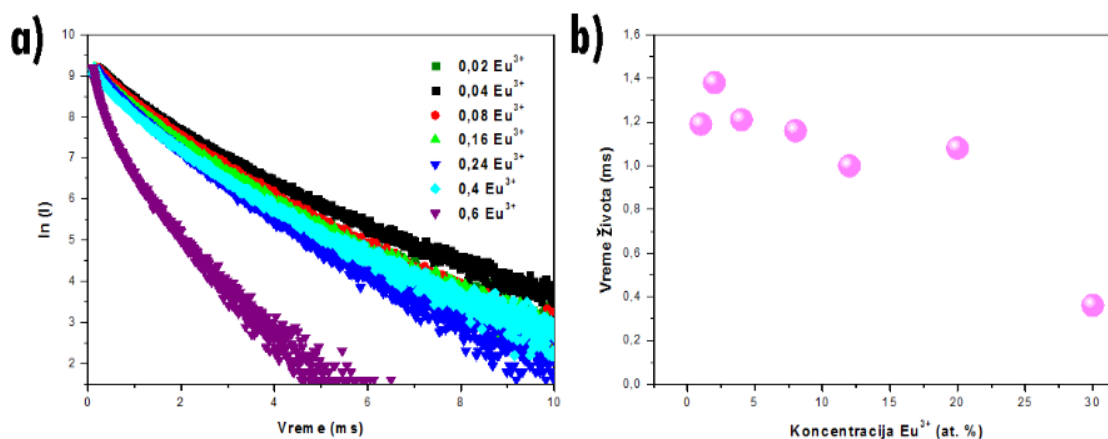 a)
ln (I)
10
9
8
7
6
5
4
3
2
0
2
4
6
8
10
Vreme (ms)
0,02 Eu³⁺
0,04 Eu³⁺
0,08 Eu³⁺
0,16 Eu³⁺
0,24 Eu³⁺
0,4 Eu³⁺
0,6 Eu³⁺
b)
Vreme života (ms)
1,6
1,4
1,2
1,0
0,8
0,6
0,4
0,2
0,0
0
5
10
15
20
25
30
Koncentracija Eu³⁺ (at. %)